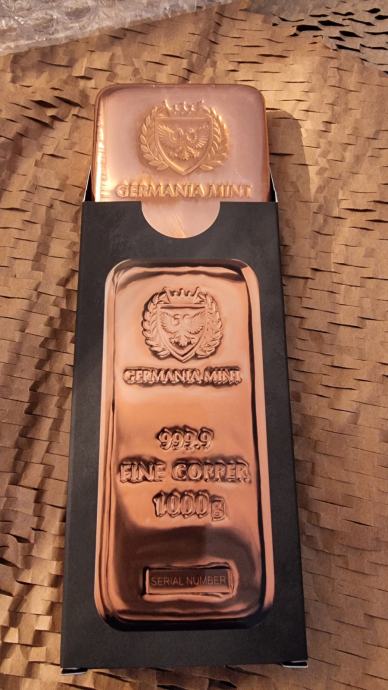 GERMANIA MINT
GERMANIA MINT
999.9
FINE COPPER
1000g
SERIAL NUMBER